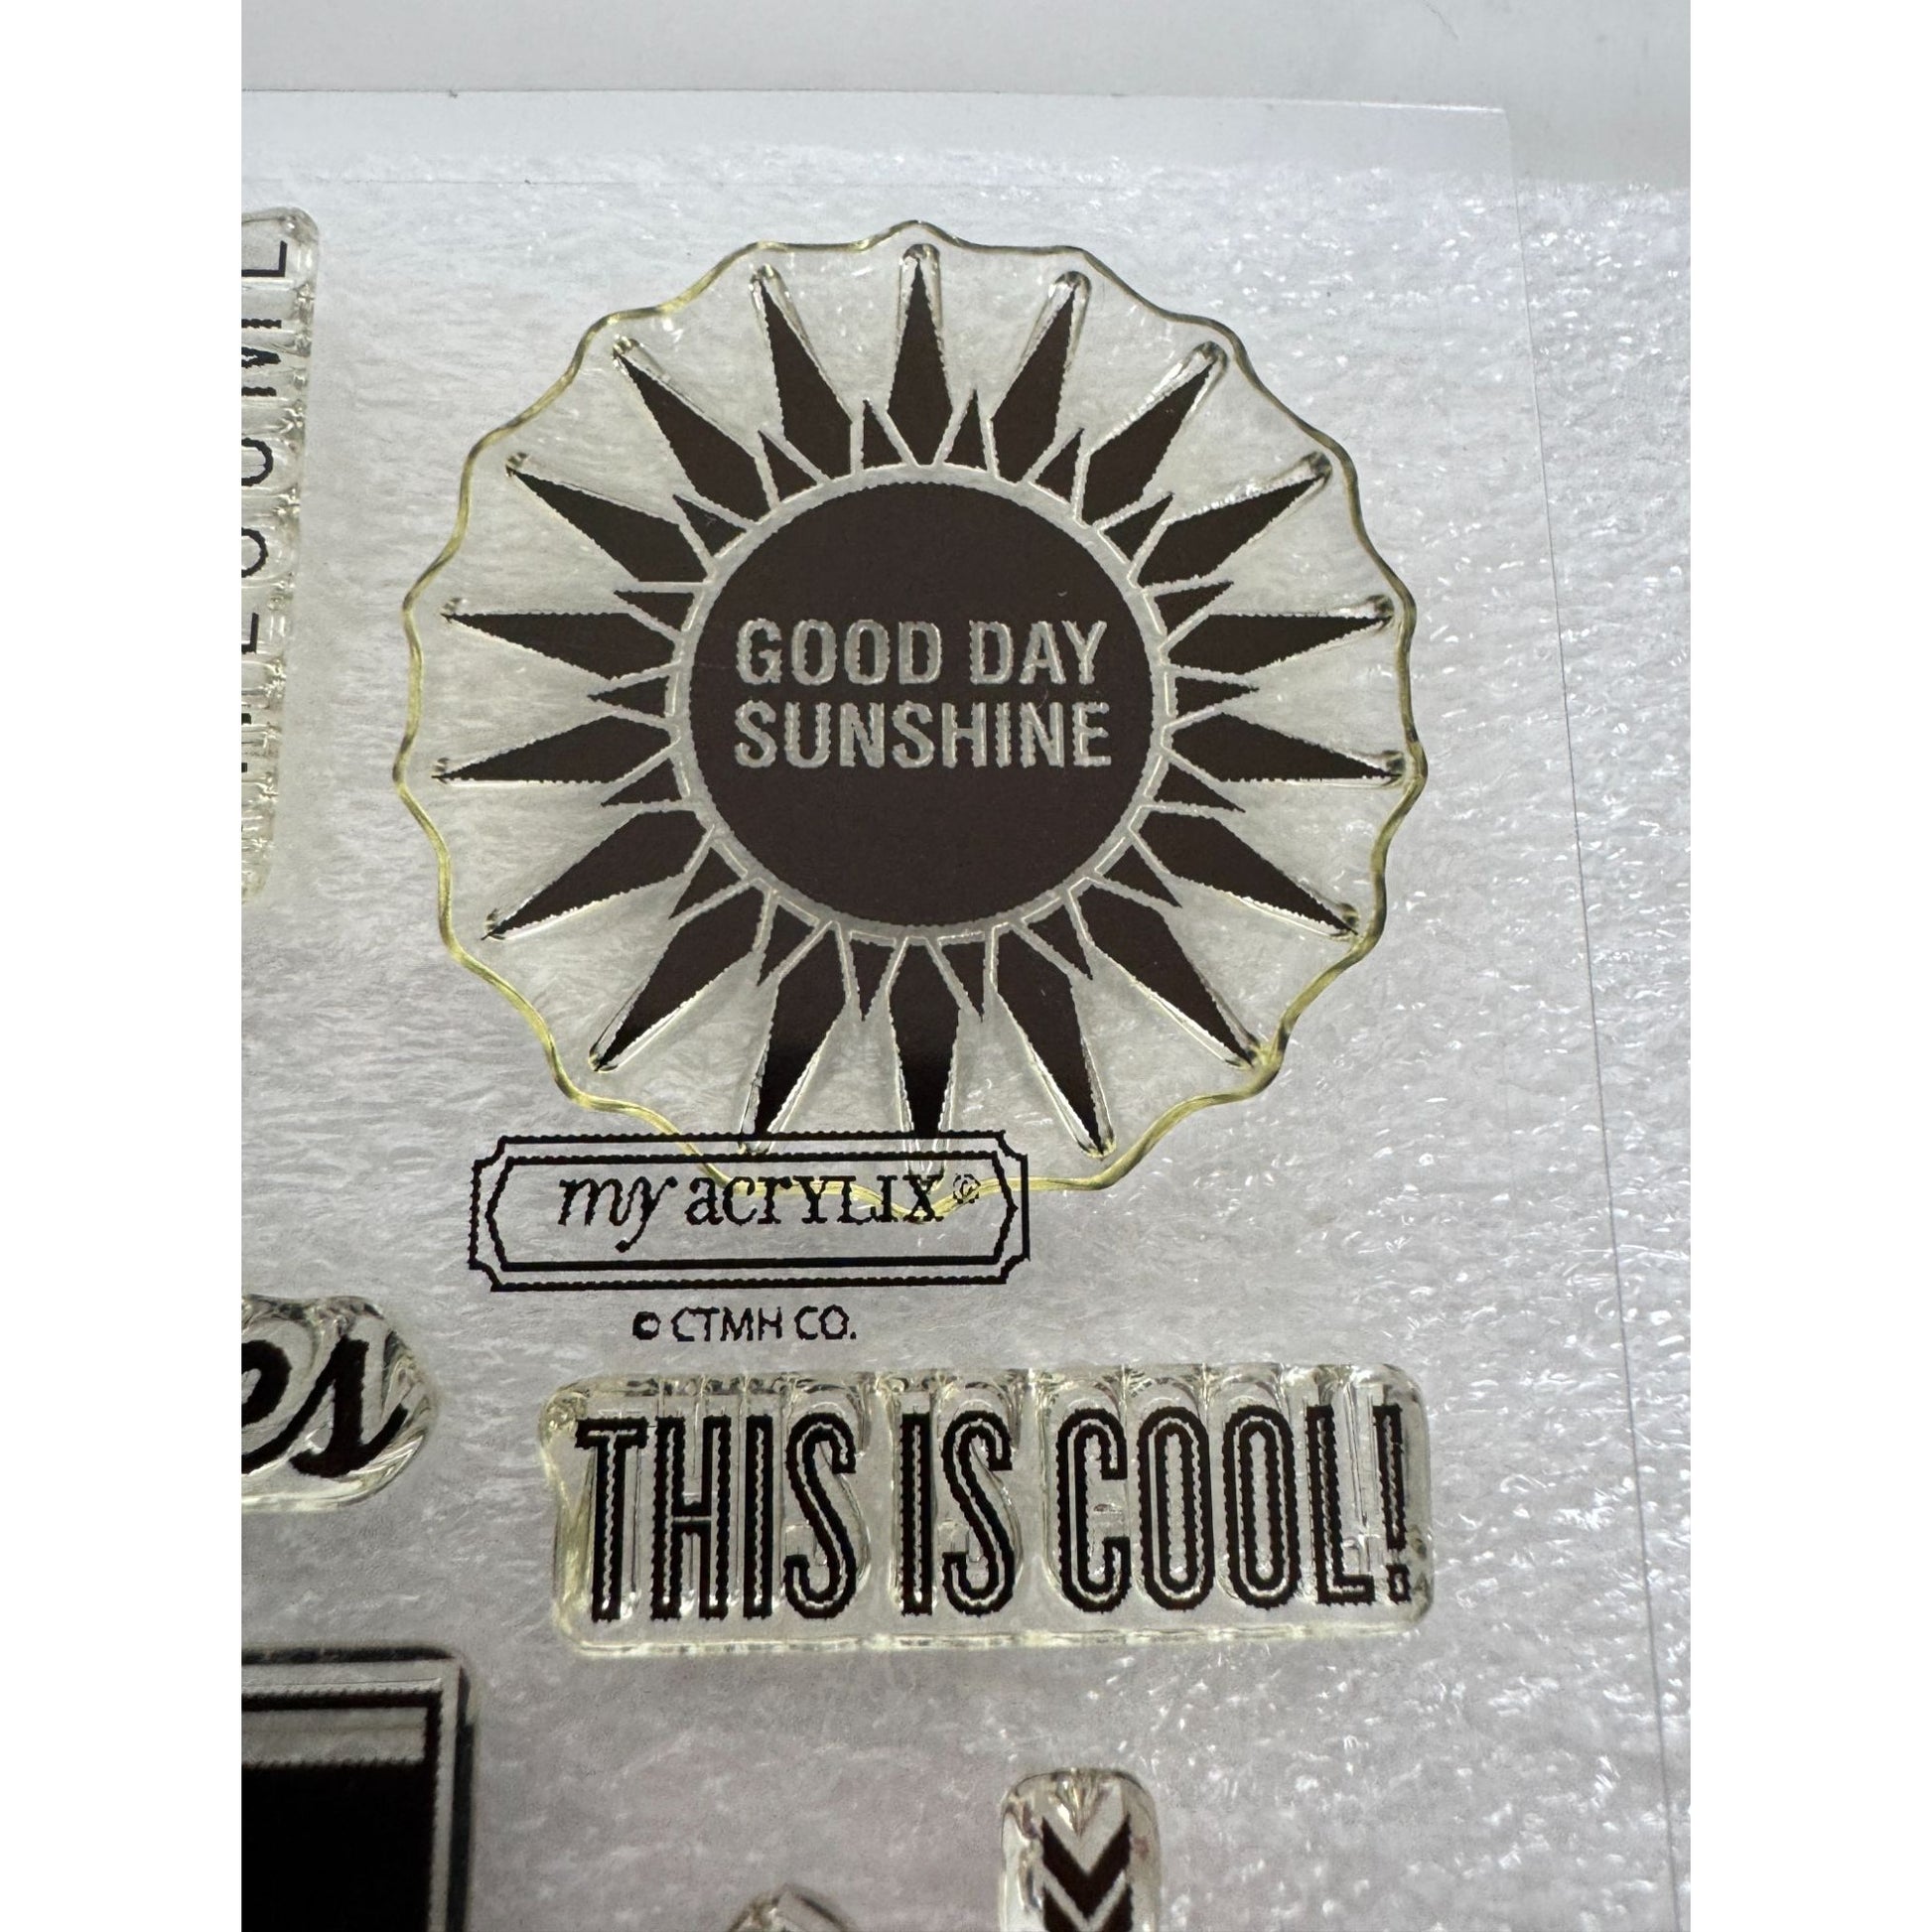 GOOD DAY
SUNSHINE
my acrylix®
© CTMH CO.
THIS IS COOL!